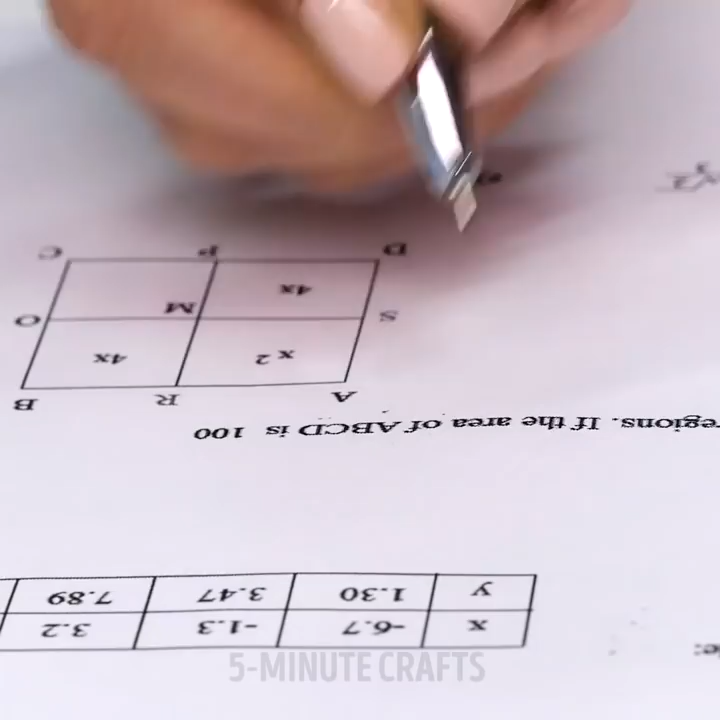 x -6.7 -1.3 3.2
y 1.30 3.47 7.89
egions. If the area of ABCD is 100
A R B
x 2 4x
S M O
4x
D P C
5-MINUTE CRAFTS